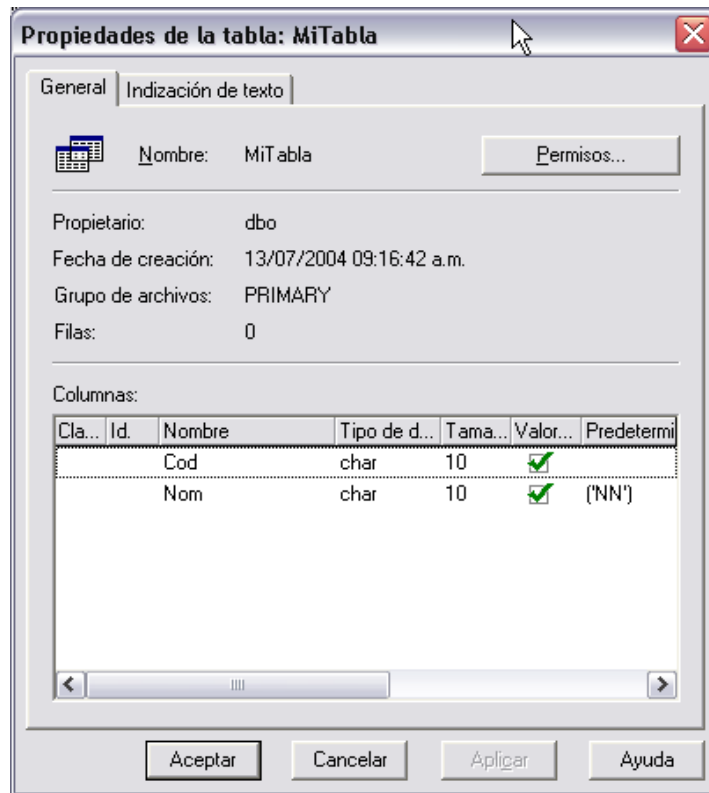 Propiedades de la tabla: MiTabla
General Indización de texto
Nombre: MiTabla Permisos...
Propietario: dbo
Fecha de creación: 13/07/2004 09:16:42 a.m.
Grupo de archivos: PRIMARY
Filas: 0
Columnas:
Cla... Id. Nombre Tipo de d... Tama... Valor... Predetermi
Cod char 10
Nom char 10 ('NN')
Aceptar Cancelar Aplicar Ayuda